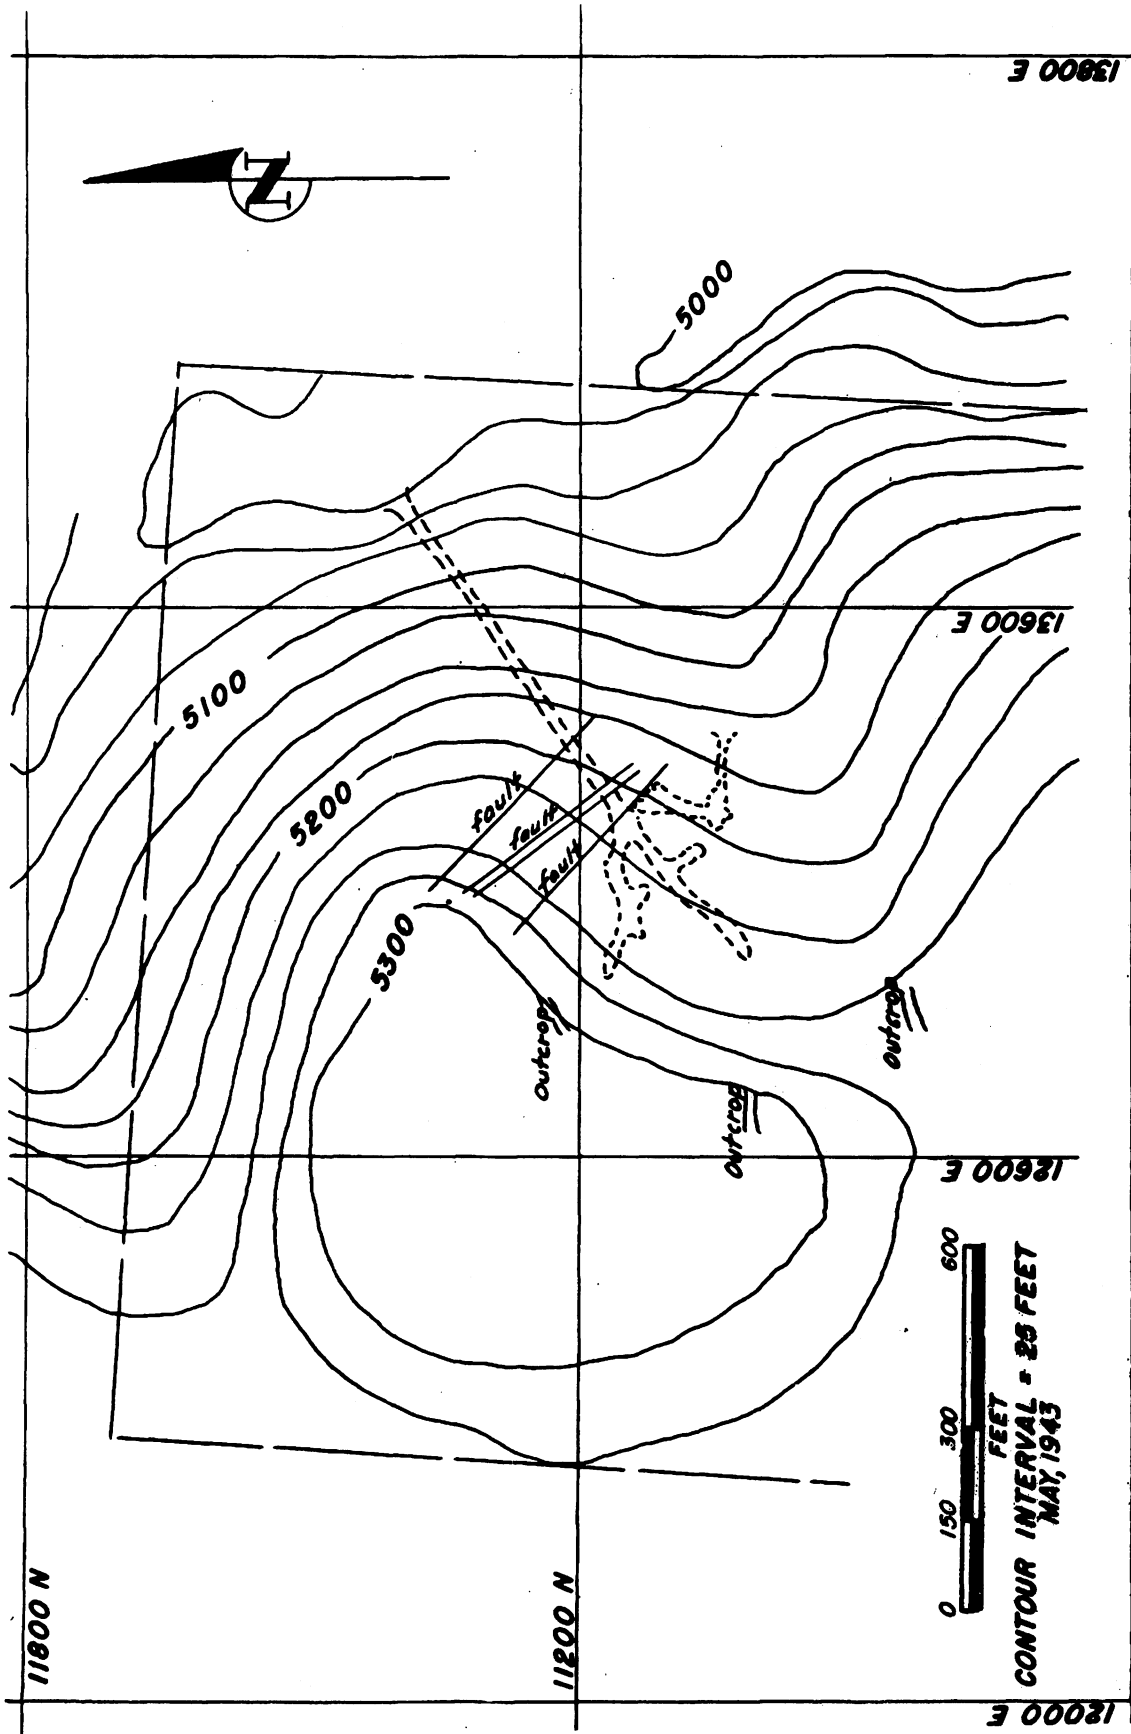 13800 E
N
5000
13600 E
5100
5200
fault
fault
fault
5300
Outcrop
Outcrop
Outcrop
12600 E
11800 N
11200 N
0 150 300 600
FEET
CONTOUR INTERVAL = 25 FEET
MAY, 1943
12000 E